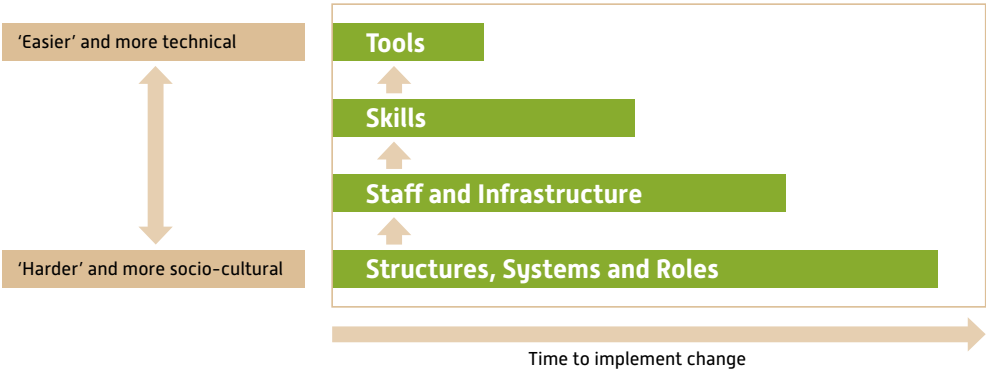 ‘Easier’ and more technical
Tools
Skills
Staff and Infrastructure
‘Harder’ and more socio-cultural
Structures, Systems and Roles
Time to implement change